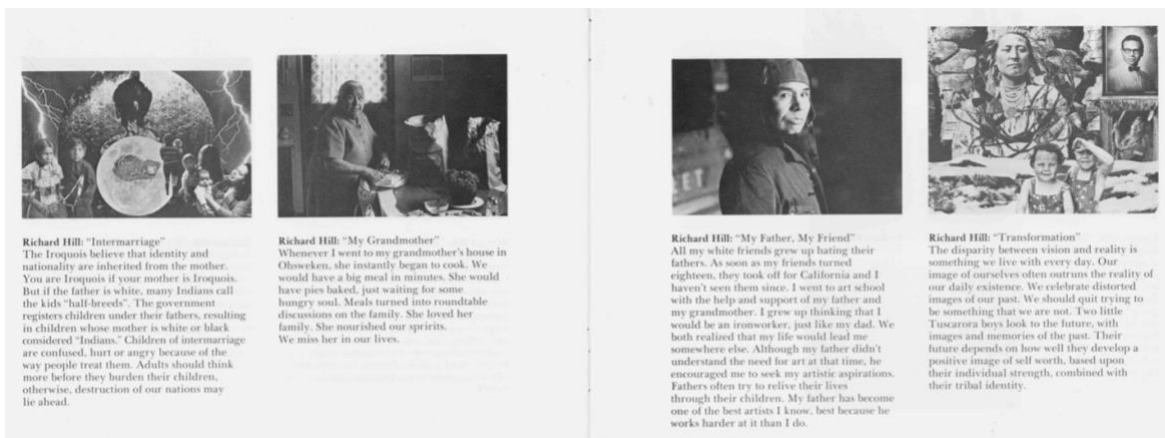 Richard Hill: "Intermarriage"
The Iroquois believe that identity and
nationality are inherited from the mother.
You are Iroquois if your mother is Iroquois.
But if the father is white, many Indians call
the kids "half-breeds". The government
registers children under their fathers, resulting
in children whose mother is white or black
considered "Indians." Children of intermarriage
are confused, hurt or angry because of the
way people treat them. Adults should think
more before they burden their children,
otherwise, destruction of our nations may
lie ahead.
Richard Hill: "My Grandmother"
Whenever I went to my grandmother's house in
Ohsweken, she instantly began to cook. We
would have a big meal in minutes. She would
have pies baked, just waiting for some
hungry soul. Meals turned into roundtable
discussions on the family. She loved her
family. She nourished our spririts.
We miss her in our lives.
Richard Hill: "My Father, My Friend"
All my white friends grew up hating their
fathers. As soon as my friends turned
eighteen, they took off for California and I
haven't seen them since. I went to art school
with the help and support of my father and
my grandmother. I grew up thinking that I
would be an ironworker, just like my dad. We
both realized that my life would lead me
somewhere else. Although my father didn't
understand the need for art that time, he
encouraged me to seek my artistic aspirations.
Fathers often try to relive their lives
through their children. My father has become
one of the best artists I know, best because he
works harder at it than I do.
Richard Hill: "Transformation"
The disparity between vision and reality is
something we live with every day. Our
image of ourselves often outruns the reality of
our daily existence. We celebrate distorted
images of our past. We should quit trying to
be something that we are not. Two little
Tuscarora boys look to the future, with
images and memories of the past. Their
future depends on how well they develop a
positive image of self worth, based upon
their individual strength, combined with
their tribal identity.